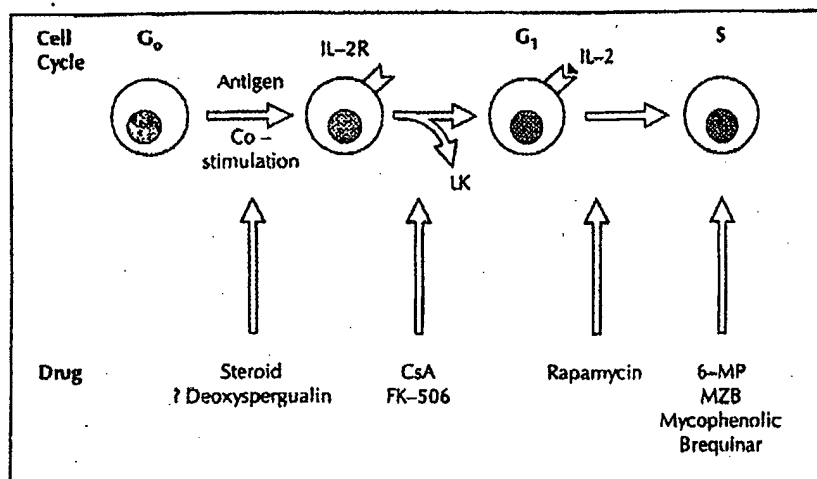 Cell
Cycle
G₀
IL-2R
G₁
IL-2
S
Antigen
Co –
stimulation
LK
Drug
Steroid
? Deoxyspergualin
CsA
FK–506
Rapamycin
6–MP
MZB
Mycophenolic
Brequinar